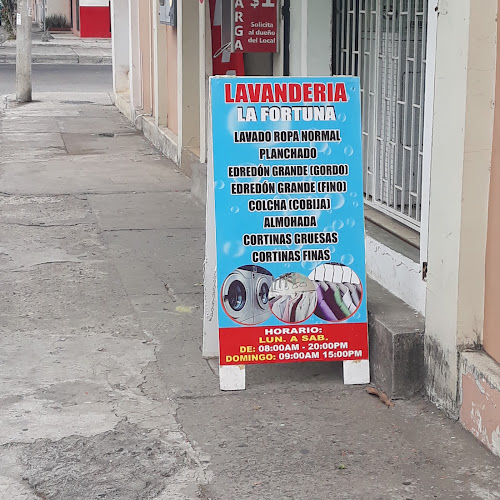 ARGA
$1
Solicita
al dueño
del Local
LAVANDERIA
LA FORTUNA
LAVADO ROPA NORMAL
PLANCHADO
EDREDÓN GRANDE (GORDO)
EDREDÓN GRANDE (FINO)
COLCHA (COBIJA)
ALMOHADA
CORTINAS GRUESAS
CORTINAS FINAS
HORARIO:
LUN. A SAB.
DE: 08:00AM - 20:00PM
DOMINGO: 09:00AM 15:00PM